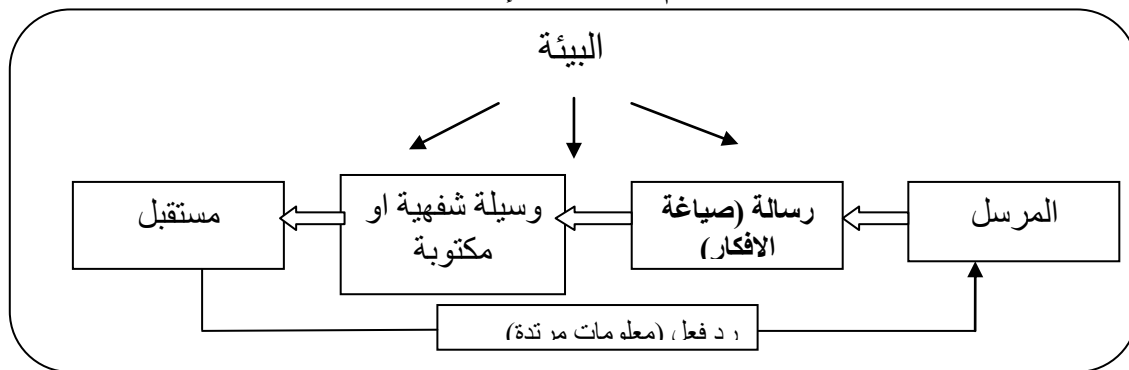 البيئة
المرسل
رسالة (صياغة
الافكار)
وسيلة شفهية او
مكتوبة
مستقبل
رد فعل (معلومات مرتدة)